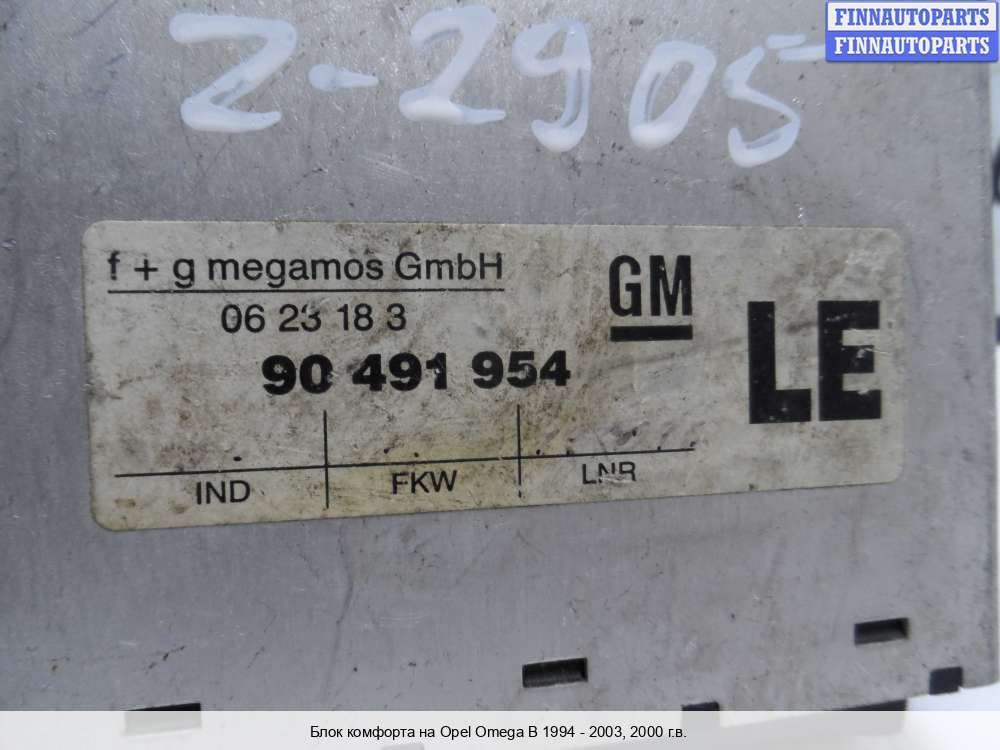 FINNAUTOPARTS
FINNAUTOPARTS
Z-2905
f + g megamos GmbH
GM
06 23 18 3
LE
90 491 954
IND FKW LNR
Блок комфорта на Opel Omega B 1994 - 2003, 2000 г.в.